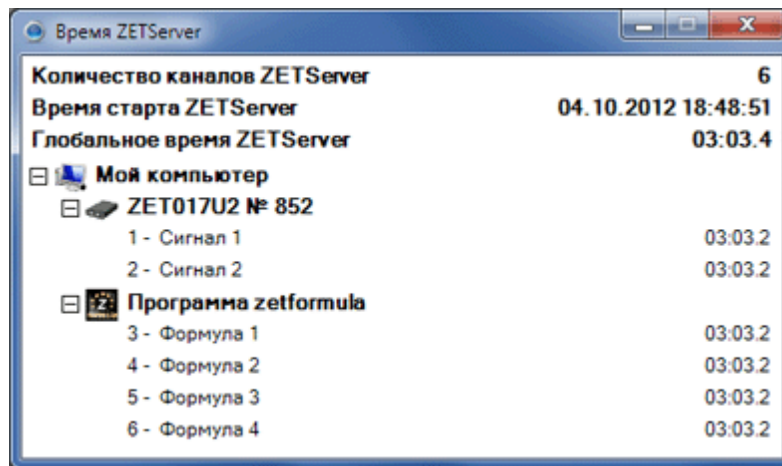 Время ZETServer
Количество каналов ZETServer 6
Время старта ZETServer 04.10.2012 18:48:51
Глобальное время ZETServer 03:03.4
Мой компьютер
ZET017U2 № 852
1 - Сигнал 1 03:03.2
2 - Сигнал 2 03:03.2
Программа zetformula
3 - Формула 1 03:03.2
4 - Формула 2 03:03.2
5 - Формула 3 03:03.2
6 - Формула 4 03:03.2